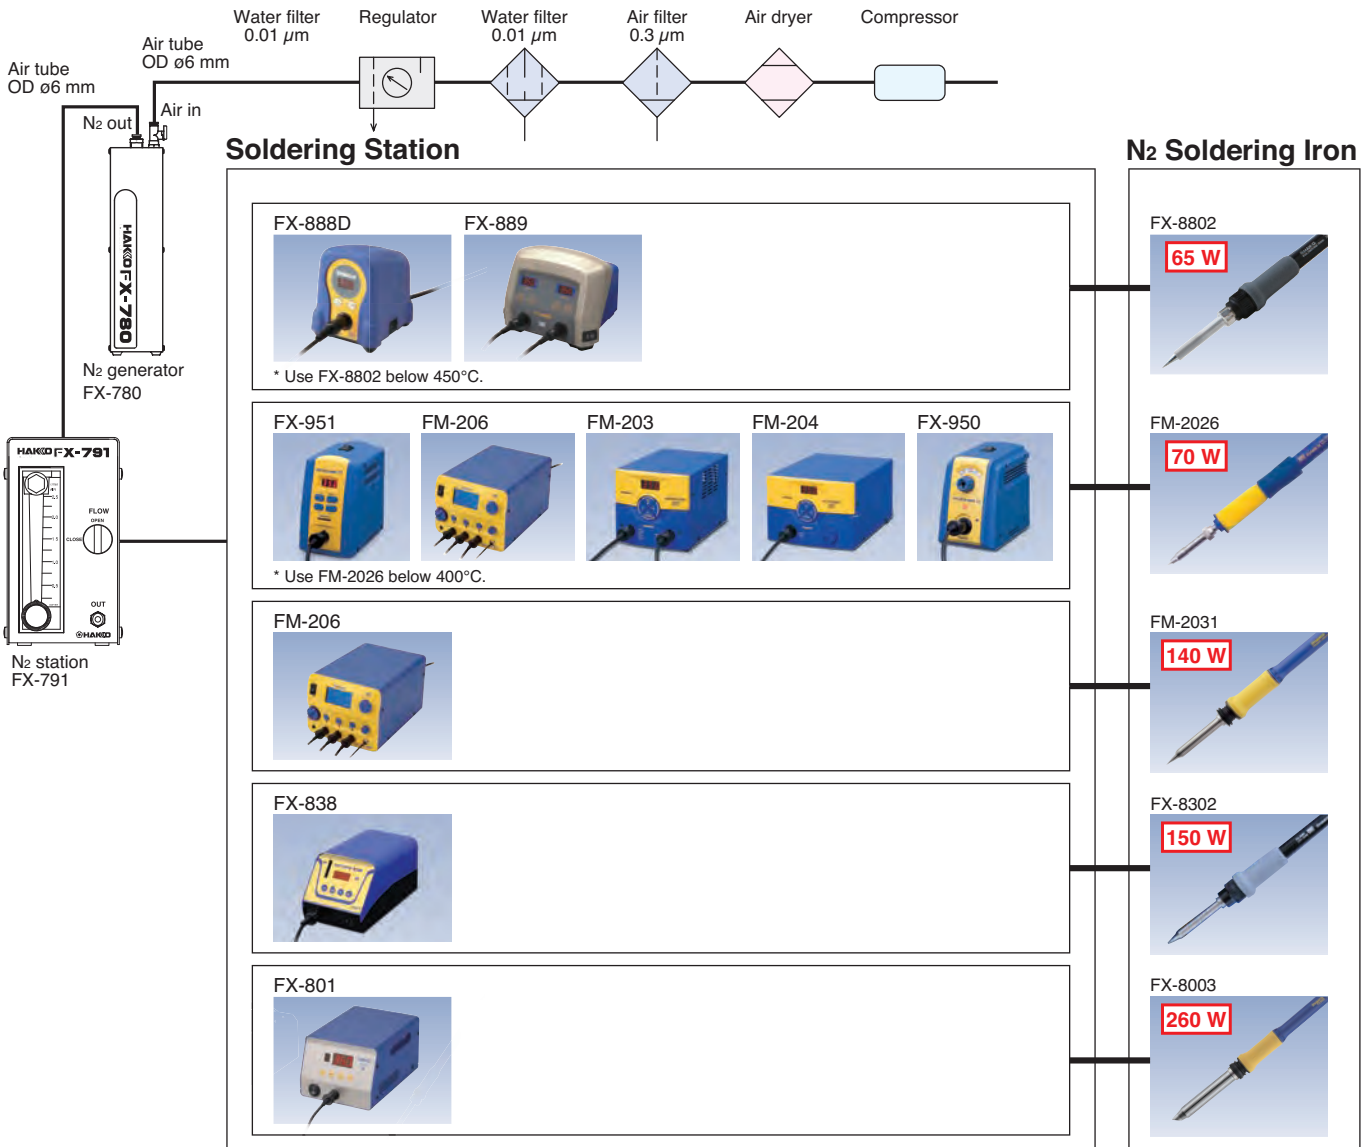 Water filter
0.01 µm
Regulator
Water filter
0.01 µm
Air filter
0.3 µm
Air dryer
Compressor
Air tube
OD ø6 mm
Air tube
OD ø6 mm
N2 out
Air in
HAKKO FX-780
N2 generator
FX-780
HAKKO FX-791
FLOW
OPEN
CLOSE
OUT
HAKKO
N2 station
FX-791
Soldering Station
FX-888D
FX-889
* Use FX-8802 below 450°C.
FX-951
FM-206
FM-203
FM-204
FX-950
* Use FM-2026 below 400°C.
FM-206
FX-838
FX-801
N2 Soldering Iron
FX-8802
65 W
FM-2026
70 W
FM-2031
140 W
FX-8302
150 W
FX-8003
260 W